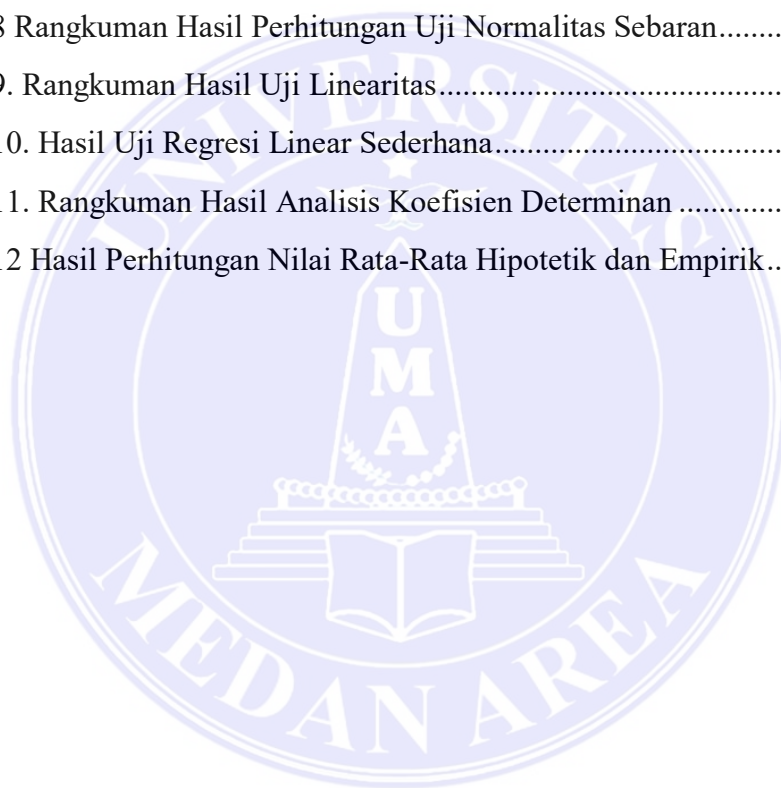 8 Rangkuman Hasil Perhitungan Uji Normalitas Sebaran........
9. Rangkuman Hasil Uji Linearitas...........................................
10. Hasil Uji Regresi Linear Sederhana....................................
11. Rangkuman Hasil Analisis Koefisien Determinan .............
12 Hasil Perhitungan Nilai Rata-Rata Hipotetik dan Empirik..
UNIVERSITAS
UMA
MEDAN AREA